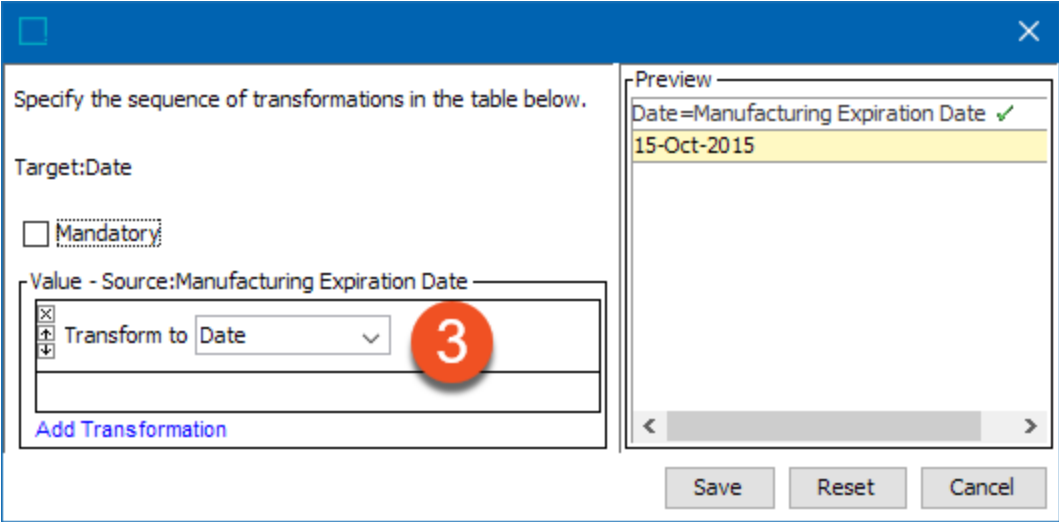 Specify the sequence of transformations in the table below.
Target:Date
Mandatory
Value - Source:Manufacturing Expiration Date
Transform to Date
3
Add Transformation
Preview
Date=Manufacturing Expiration Date ✓
15-Oct-2015
Save Reset Cancel